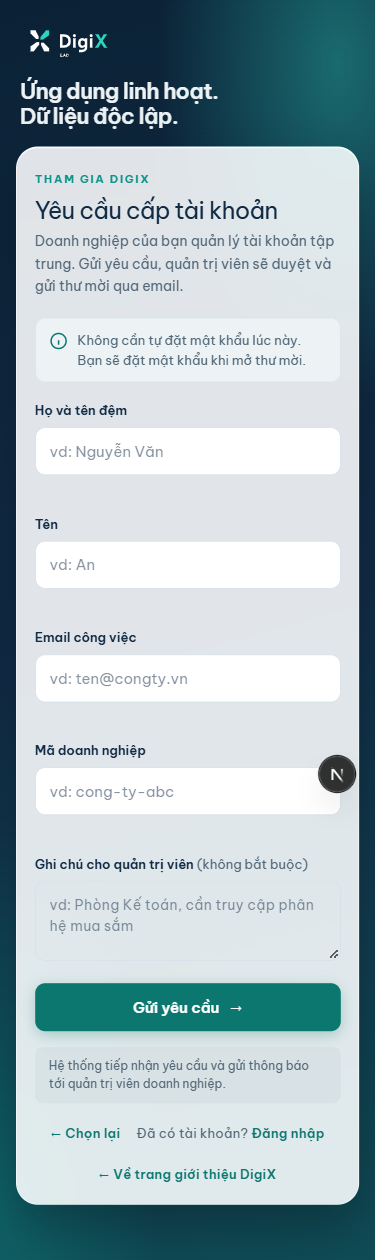 DigiX
LAD
Ứng dụng linh hoạt.
Dữ liệu độc lập.
THAM GIA DIGIX
Yêu cầu cấp tài khoản
Doanh nghiệp của bạn quản lý tài khoản tập
trung. Gửi yêu cầu, quản trị viên sẽ duyệt và
gửi thư mời qua email.
Không cần tự đặt mật khẩu lúc này.
Bạn sẽ đặt mật khẩu khi mở thư mời.
Họ và tên đệm
vd: Nguyễn Văn
Tên
vd: An
Email công việc
vd: ten@congty.vn
Mã doanh nghiệp
vd: cong-ty-abc
N
Ghi chú cho quản trị viên (không bắt buộc)
vd: Phòng Kế toán, cần truy cập phân
hệ mua sắm
Gửi yêu cầu →
Hệ thống tiếp nhận yêu cầu và gửi thông báo
tới quản trị viên doanh nghiệp.
← Chọn lại Đã có tài khoản? Đăng nhập
← Về trang giới thiệu DigiX